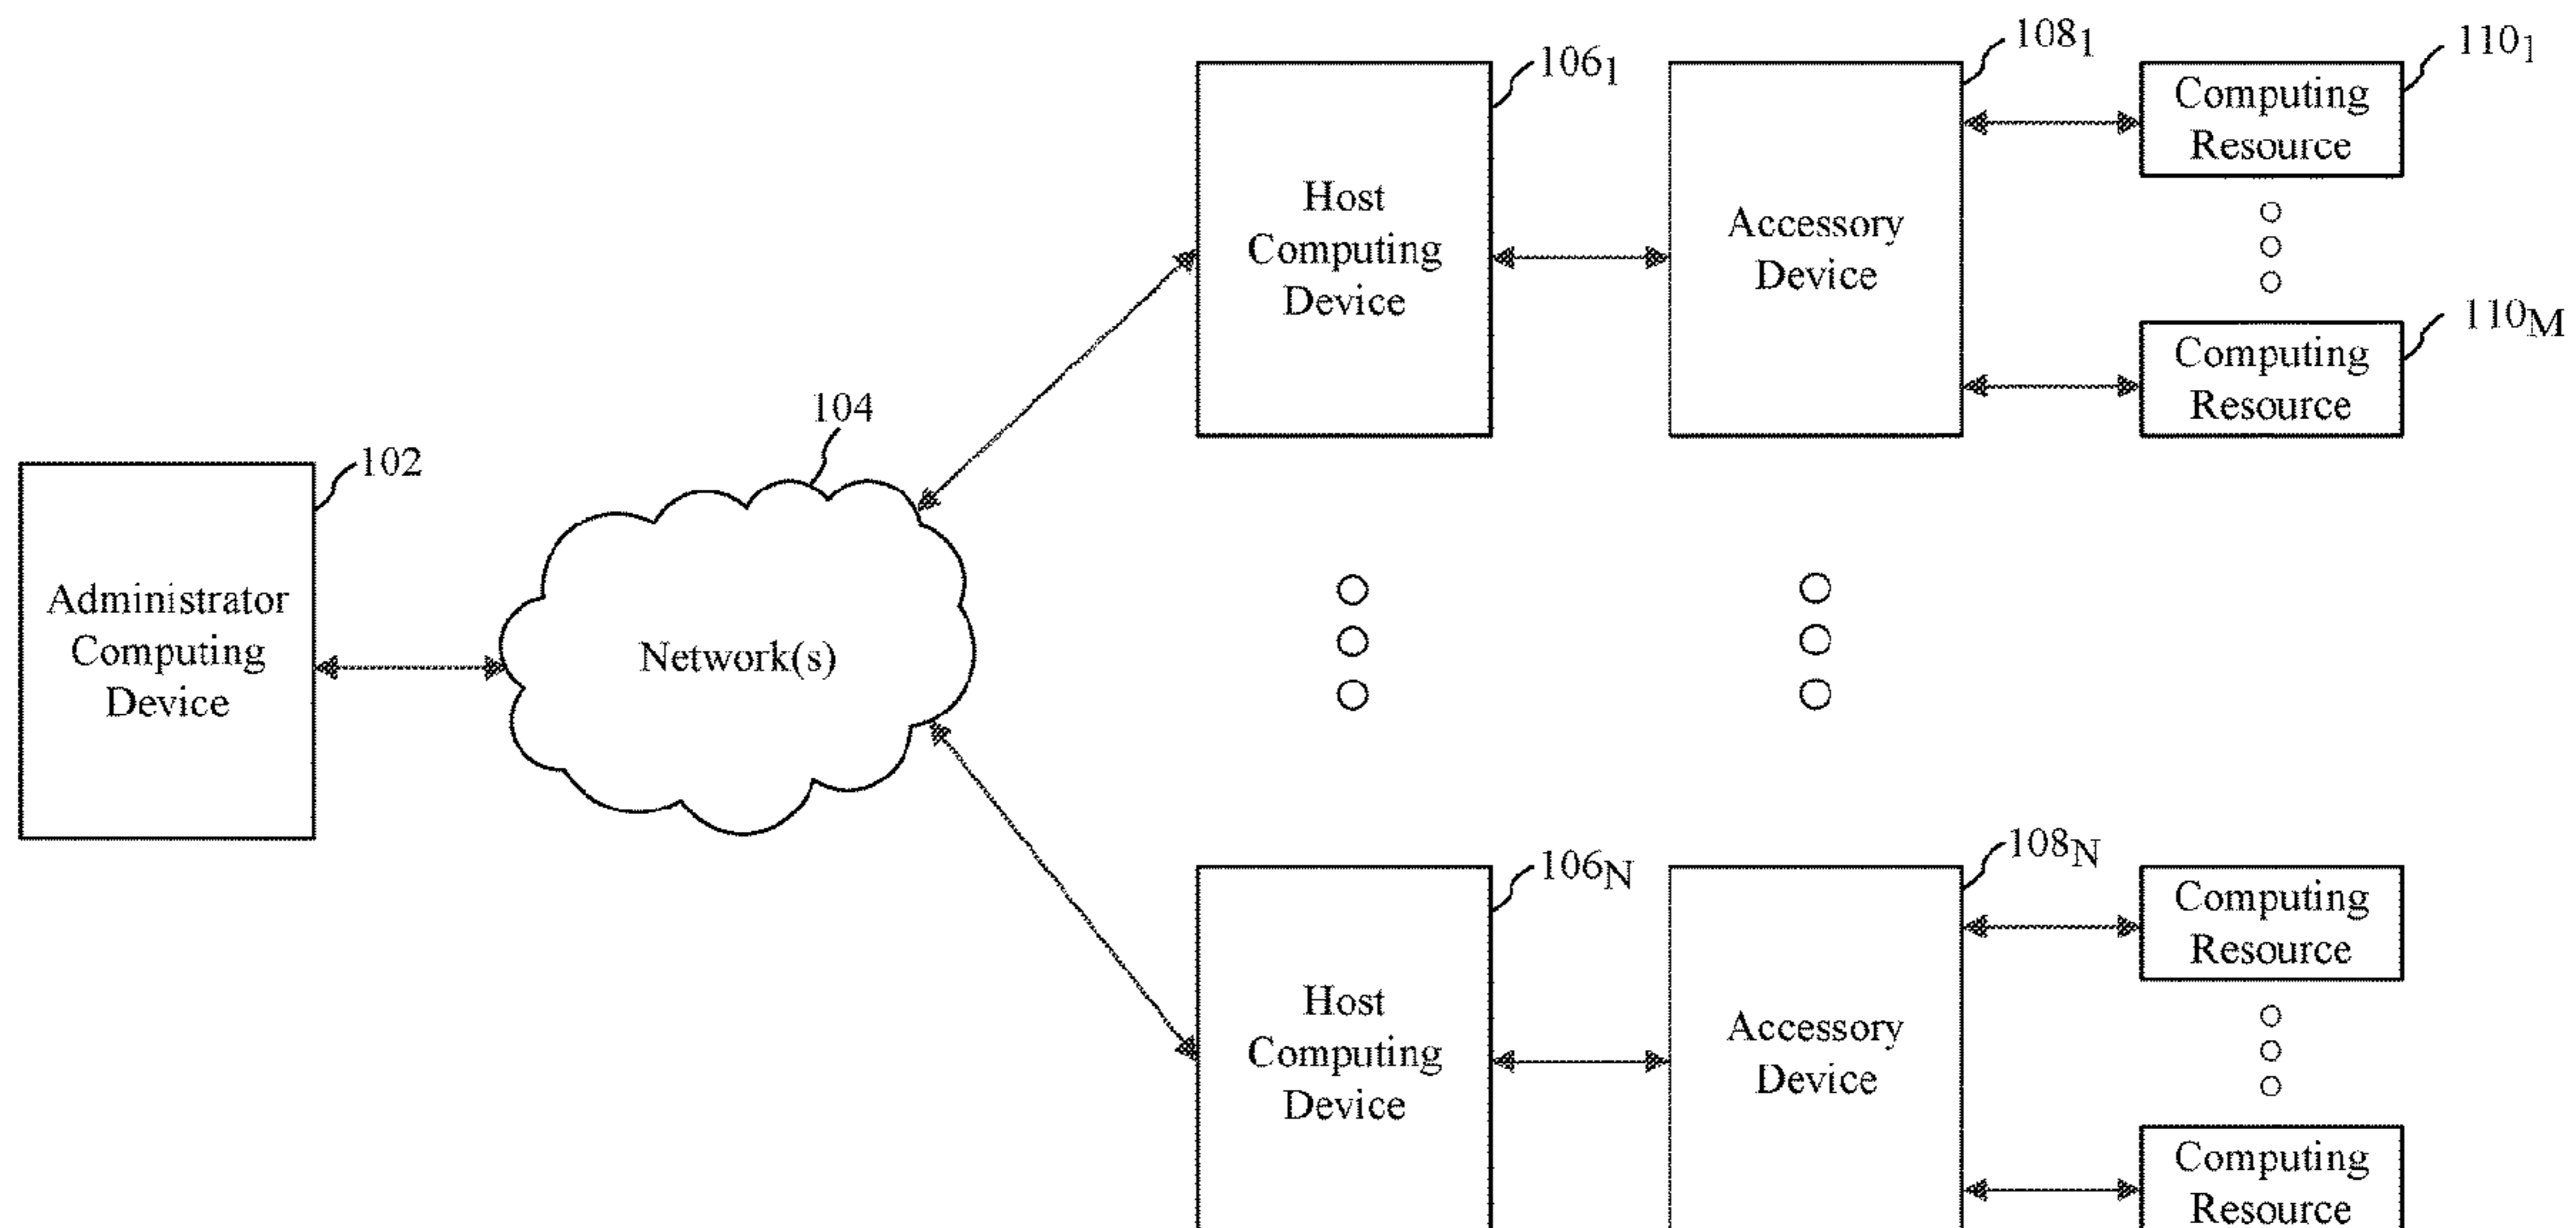 106₁
108₁
110₁
Computing
Resource
Host
Computing
Device
Accessory
Device
110M
Computing
Resource
104
102
Administrator
Computing
Device
Network(s)
106N
108N
Computing
Resource
Host
Computing
Device
Accessory
Device
Computing
Resource